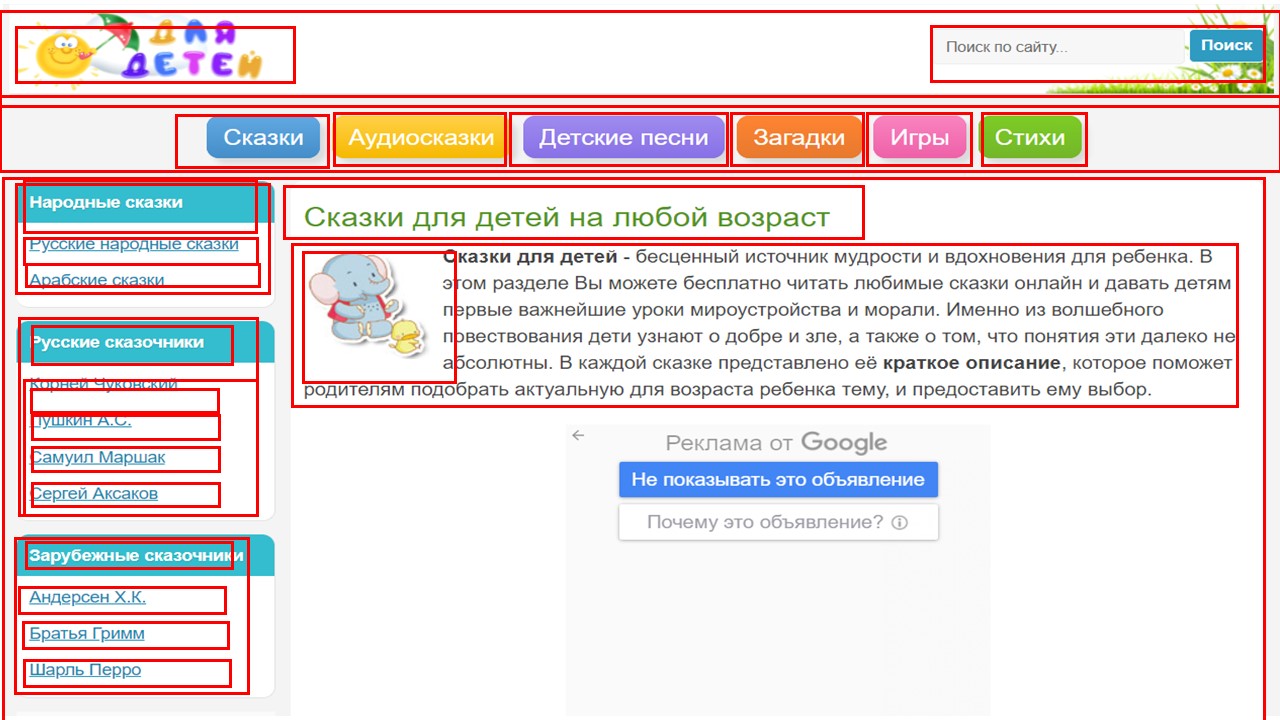 ДЛЯ
ДЕТЕЙ
Поиск по сайту...
Поиск
Сказки
Аудиосказки
Детские песни
Загадки
Игры
Стихи
Народные сказки
Русские народные сказки
Арабские сказки
Русские сказочники
Корней Чуковский
Пушкин А.С.
Самуил Маршак
Сергей Аксаков
Зарубежные сказочники
Андерсен Х.К.
Братья Гримм
Шарль Перро
Сказки для детей на любой возраст
Сказки для детей - бесценный источник мудрости и вдохновения для ребенка. В
этом разделе Вы можете бесплатно читать любимые сказки онлайн и давать детям
первые важнейшие уроки мироустройства и морали. Именно из волшебного
повествования дети узнают о добре и зле, а также о том, что понятия эти далеко не
абсолютны. В каждой сказке представлено её краткое описание, которое поможет
родителям подобрать актуальную для возраста ребенка тему, и предоставить ему выбор.
Реклама от Google
Не показывать это объявление
Почему это объявление?